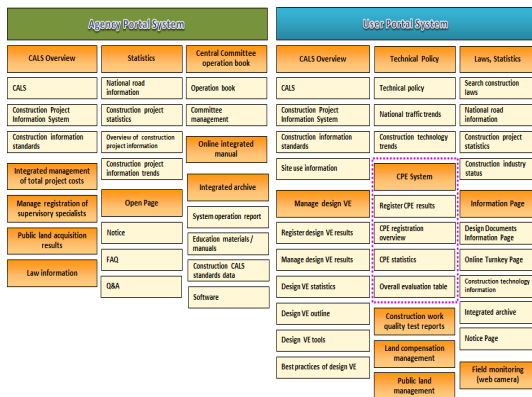 Agency Portal System
CALS Overview
CALS
Construction Project
Information System
Construction information
standards
Integrated management
of total project costs
Manage registration of
supervisory specialists
Public land acquisition
results
Law information
Statistics
National road
information
Construction project
statistics
Overview of construction
project information
Construction project
information trends
Open Page
Notice
FAQ
Q&A
Central Committee
operation book
Operation book
Committee
management
Online integrated
manual
Integrated archive
System operation report
Education materials /
manuals
Construction CALS
standards data
Software
User Portal System
CALS Overview
CALS
Construction Project
Information System
Construction information
standards
Site use information
Manage design VE
Register design VE results
Manage design VE results
Design VE statistics
Design VE outline
Design VE tools
Best practices of design VE
Technical Policy
Technical policy
National traffic trends
Construction technology
trends
CPE System
Register CPE results
CPE registration
overview
CPE statistics
Overall evaluation table
Construction work
quality test reports
Land compensation
management
Public land
management
Laws, Statistics
Search construction
laws
National road
information
Construction project
statistics
Construction industry
status
Information Page
Design Documents
Information Page
Online Turnkey Page
Construction technology
information
Integrated archive
Notice Page
Field monitoring
(web camera)